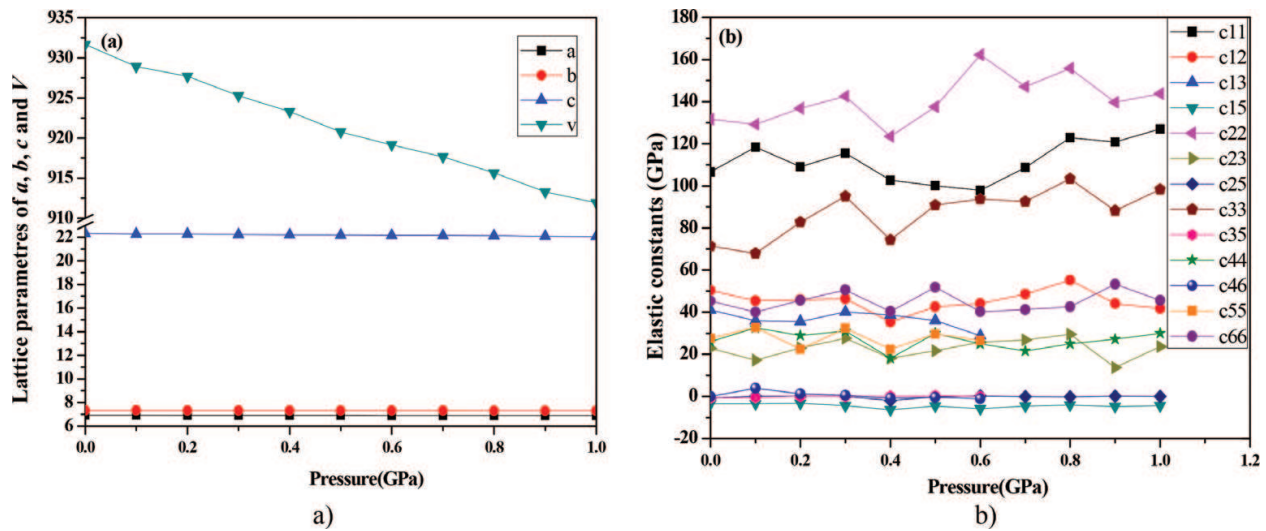 (a)
935
930
925
920
915
910
22
20
18
16
14
12
10
8
6
0.0 0.2 0.4 0.6 0.8 1.0
Lattice parametres of a, b, c and V
Pressure(GPa)
a
b
c
v
a)
(b)
180
160
140
120
100
80
60
40
20
0
-20
0.0 0.2 0.4 0.6 0.8 1.0 1.2
Elastic constants (GPa)
Pressure(GPa)
c11
c12
c13
c15
c22
c23
c25
c33
c35
c44
c46
c55
c66
b)